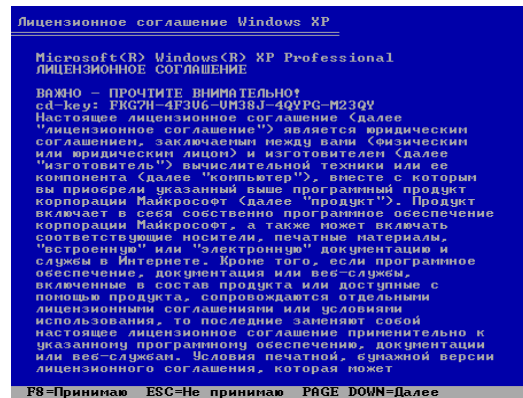 Лицензионное соглашение Windows XP
Microsoft(R) Windows(R) XP Professional
ЛИЦЕНЗИОННОЕ СОГЛАШЕНИЕ
ВАЖНО - ПРОЧТИТЕ ВНИМАТЕЛЬНО!
cd-key: FKG7H-4F3U6-VM38J-4QYPG-M23QY
Настоящее лицензионное соглашение (далее
"лицензионное соглашение") является юридическим
соглашением, заключаемым между вами (физическим
или юридическим лицом) и изготовителем (далее
"изготовитель") вычислительной техники или ее
компонента (далее "компьютер"), вместе с которым
вы приобрели указанный выше программный продукт
корпорации Майкрософт (далее "продукт"). Продукт
включает в себя собственно программное обеспечение
корпорации Майкрософт, а также может включать
соответствующие носители, печатные материалы,
"встроенную" или "электронную" документацию и
службы в Интернете. Кроме того, если программное
обеспечение, документация или веб-службы,
включенные в состав продукта или доступные с
помощью продукта, сопровождаются отдельными
лицензионными соглашениями или условиями
использования, то последние заменяют собой
настоящее лицензионное соглашение применительно к
указанному программному обеспечению, документации
или веб-службам. Условия печатной, бумажной версии
лицензионного соглашения, которая может
F8=Принимаю ESC=Не принимаю PAGE DOWN=Далее